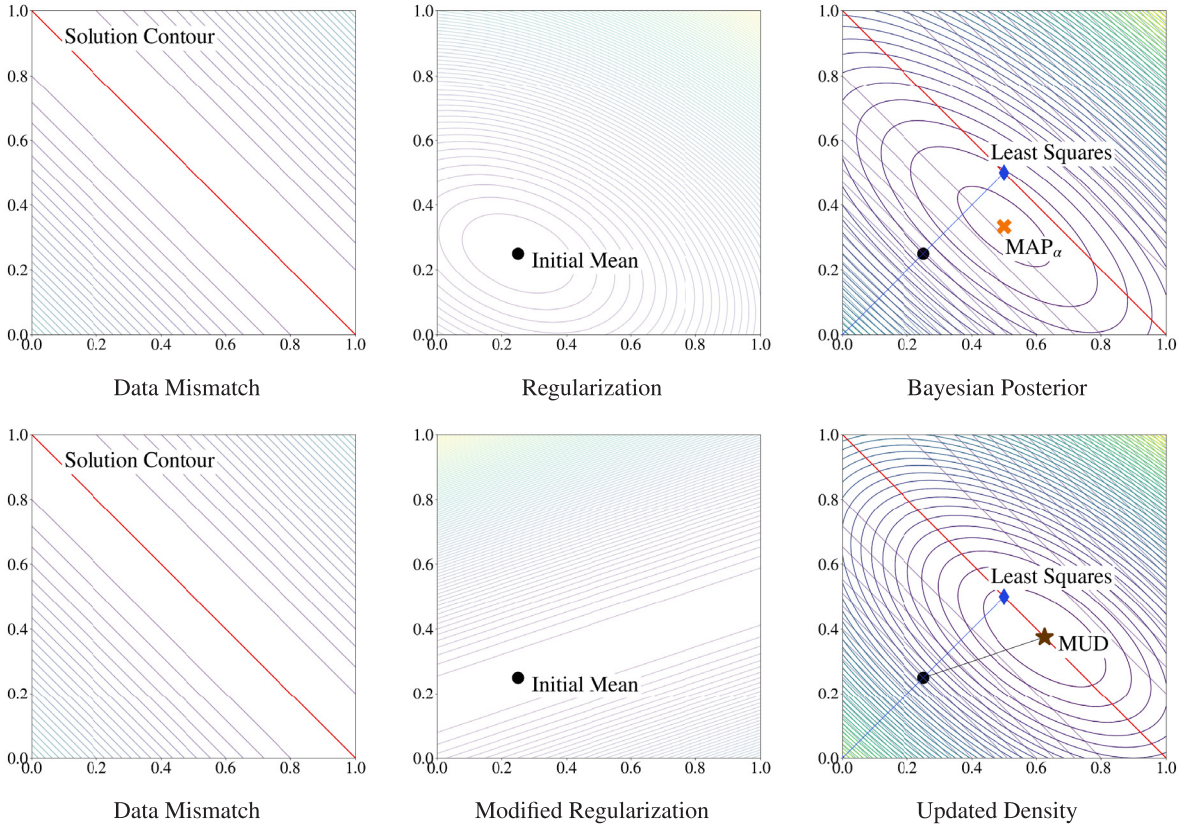 1.0
0.8
0.6
0.4
0.2
0.0
0.0 0.2 0.4 0.6 0.8 1.0
Solution Contour
Data Mismatch
1.0
0.8
0.6
0.4
0.2
0.0
0.0 0.2 0.4 0.6 0.8 1.0
Initial Mean
Regularization
1.0
0.8
0.6
0.4
0.2
0.0
0.0 0.2 0.4 0.6 0.8 1.0
Least Squares
MAPα
Bayesian Posterior
1.0
0.8
0.6
0.4
0.2
0.0
0.0 0.2 0.4 0.6 0.8 1.0
Solution Contour
Data Mismatch
1.0
0.8
0.6
0.4
0.2
0.0
0.0 0.2 0.4 0.6 0.8 1.0
Initial Mean
Modified Regularization
1.0
0.8
0.6
0.4
0.2
0.0
0.0 0.2 0.4 0.6 0.8 1.0
Least Squares
MUD
Updated Density